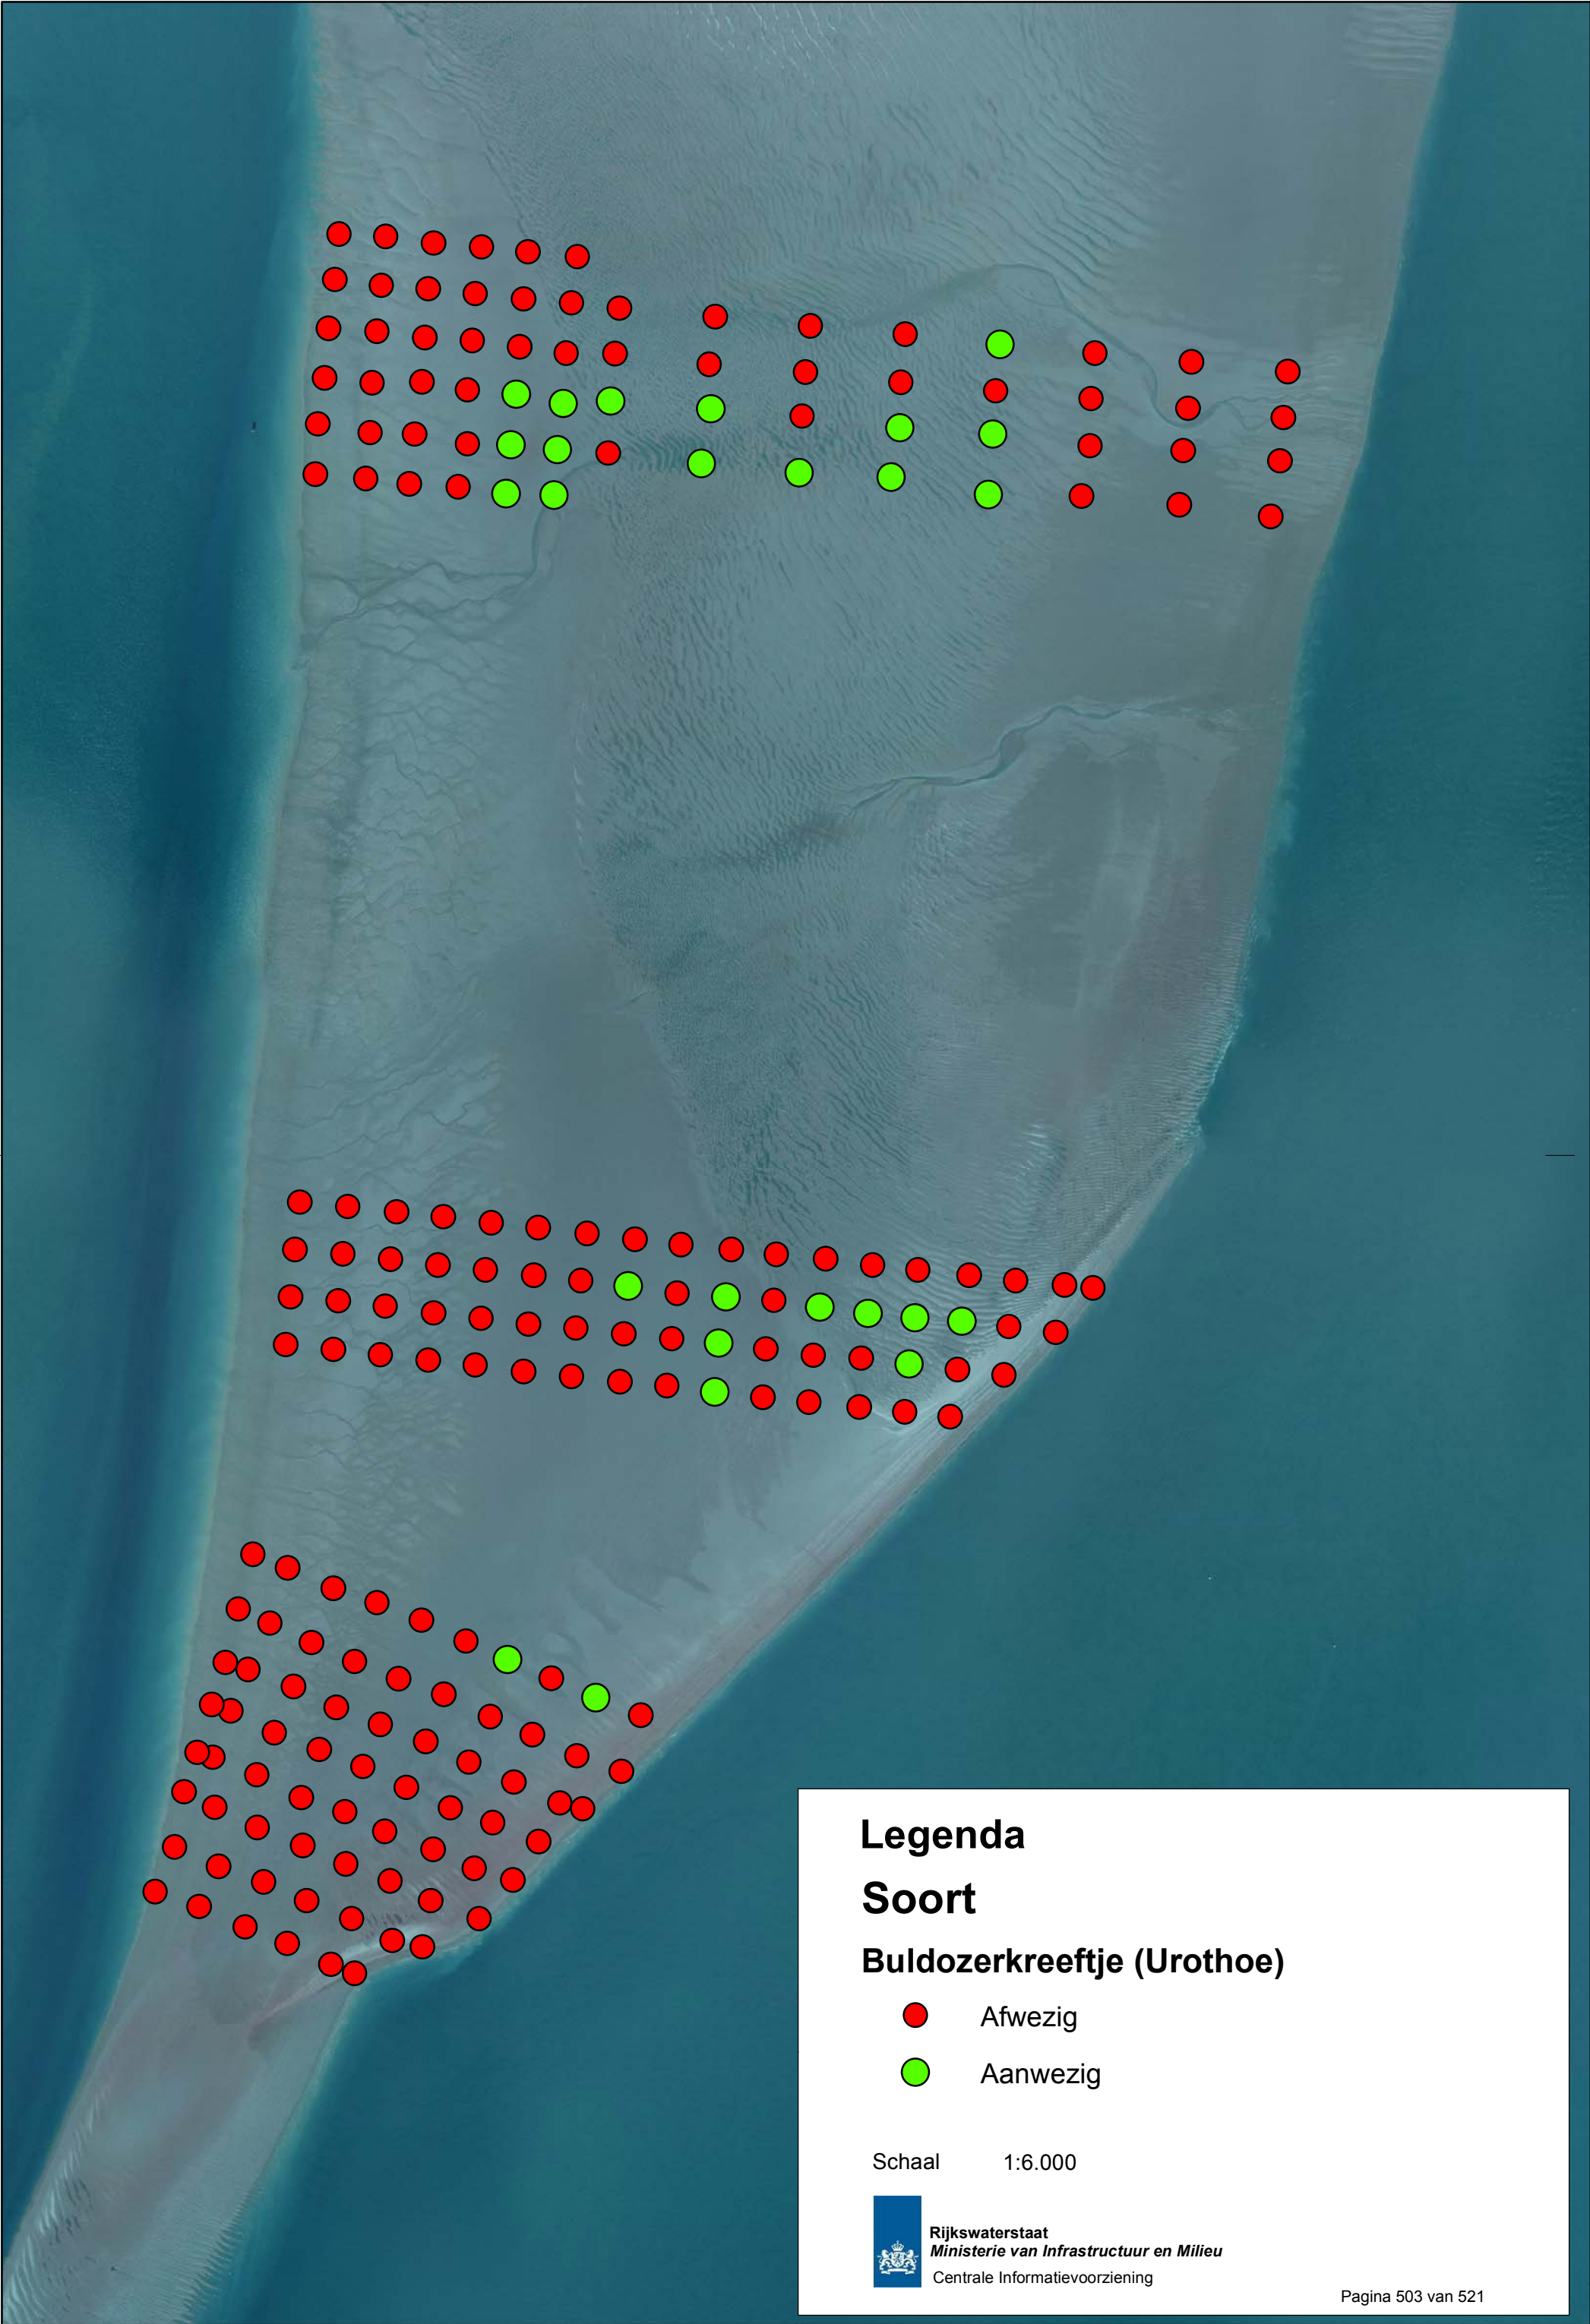 Legenda
Soort
Buldozerkreeftje (Urothoe)
Afwezig
Aanwezig
Schaal 1:6.000
Rijkswaterstaat
Ministerie van Infrastructuur en Milieu
Centrale Informatievoorziening
Pagina 503 van 521